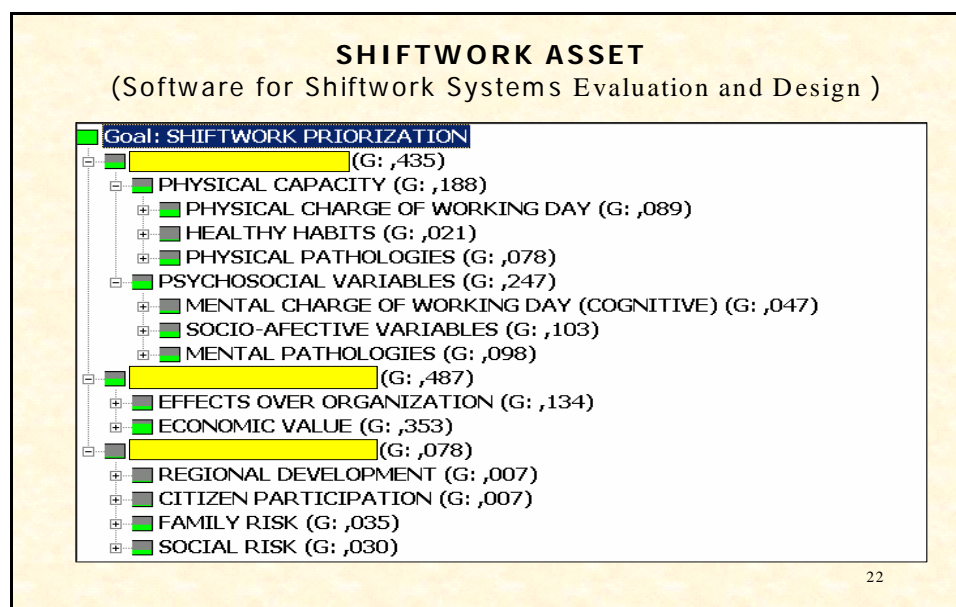 SHIFTWORK ASSET
(Software for Shiftwork Systems Evaluation and Design )
Goal: SHIFTWORK PRIORIZATION
(G: ,435)
PHYSICAL CAPACITY (G: ,188)
PHYSICAL CHARGE OF WORKING DAY (G: ,089)
HEALTHY HABITS (G: ,021)
PHYSICAL PATHOLOGIES (G: ,078)
PSYCHOSOCIAL VARIABLES (G: ,247)
MENTAL CHARGE OF WORKING DAY (COGNITIVE) (G: ,047)
SOCIO-AFECTIVE VARIABLES (G: ,103)
MENTAL PATHOLOGIES (G: ,098)
(G: ,487)
EFFECTS OVER ORGANIZATION (G: ,134)
ECONOMIC VALUE (G: ,353)
(G: ,078)
REGIONAL DEVELOPMENT (G: ,007)
CITIZEN PARTICIPATION (G: ,007)
FAMILY RISK (G: ,035)
SOCIAL RISK (G: ,030)
22